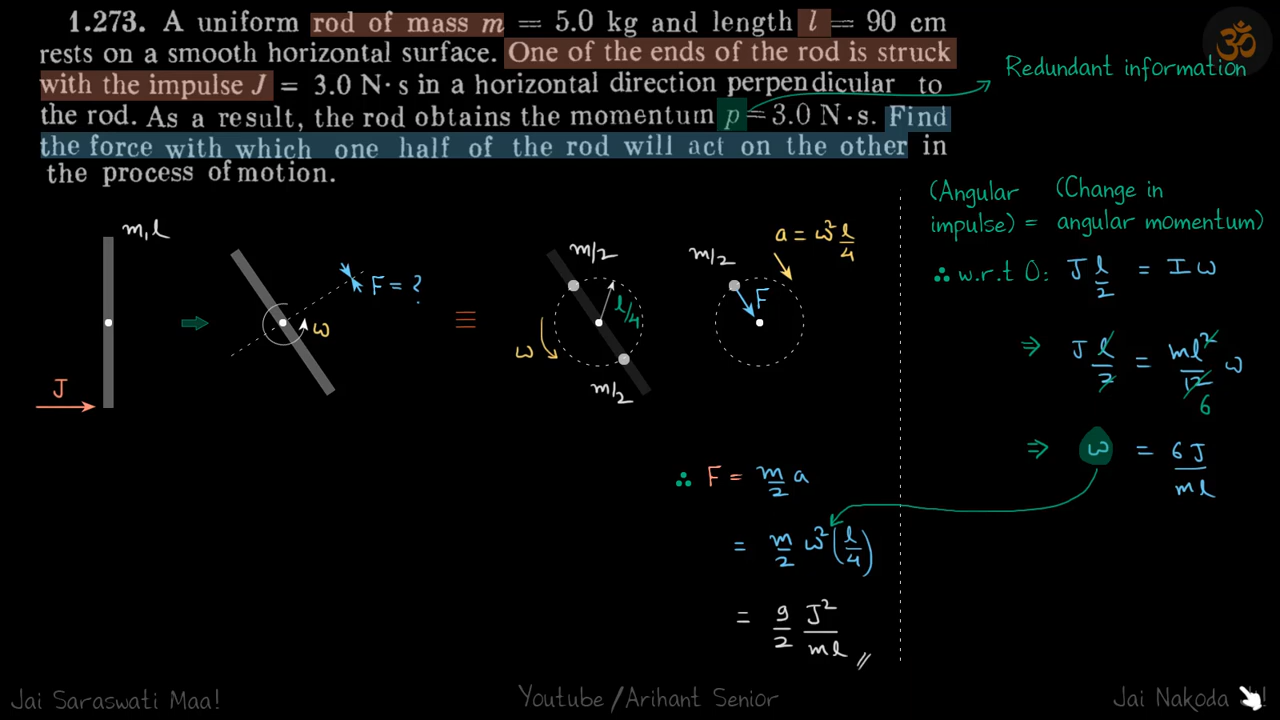 1.273. A uniform rod of mass m = 5.0 kg and length l = 90 cm
rests on a smooth horizontal surface. One of the ends of the rod is struck
with the impulse J = 3.0 N·s in a horizontal direction perpendicular to
the rod. As a result, the rod obtains the momentum p = 3.0 N·s. Find
the force with which one half of the rod will act on the other in
the process of motion.
ॐ
Redundant information
(Angular impulse) = (Change in angular momentum)
∴ w.r.t O: J l/2 = I ω
⇒ J l/2 = ml²/12 ω
6
⇒ ω = 6J/ml
m, l
J
F = ?
ω
≡
m/2
l/4
ω
m/2
m/2
F
a = ω² l/4
∴ F = m/2 a
= m/2 ω² (l/4)
= 9/2 J²/ml //
Jai Saraswati Maa!
Youtube/Arihant Senior
Jai Nakoda